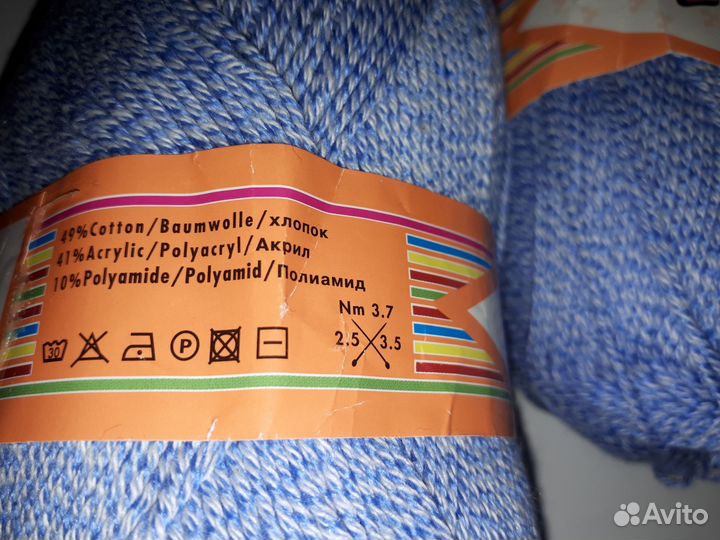 49%Cotton/Baumwolle/хлопок
41%Acrylic/Polyacryl/Акрил
10%Polyamide/Polyamid/Полиамид
Nm 3.7
2.5 3.5
30 P
Avito